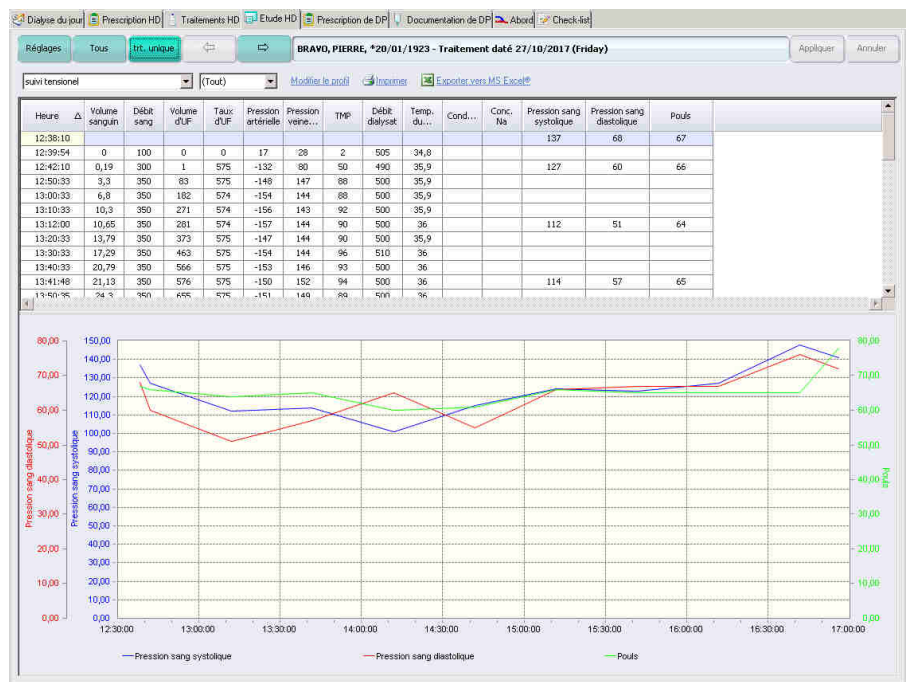 Dialyse du jour Prescription HD Traitements HD Etude HD Prescription de DP Documentation de DP Abord Check-list
Réglages Tous trt. unique BRAVO, PIERRE, *20/01/1923 - Traitement daté 27/10/2017 (Friday) Appliquer Annuler
suivi tensionel (Tout) Modifier le profil Imprimer Exporter vers MS Excel®
Heure Volume sanguin Débit sang Volume d'UF Taux d'UF Pression artérielle Pression veine... TMP Débit dialysat Temp. du... Cond... Conc. Na Pression sang systolique Pression sang diastolique Pouls
12:38:10 137 68 67
12:39:54 0 100 0 0 17 28 2 505 34,8
12:42:10 0,19 300 1 575 -132 80 50 490 35,9 127 60 66
12:50:33 3,3 350 83 575 -148 147 88 500 35,9
13:00:33 6,8 350 182 574 -154 144 88 500 35,9
13:10:33 10,3 350 271 574 -156 143 92 500 35,9
13:12:00 10,65 350 281 574 -157 144 90 500 36 112 51 64
13:20:33 13,79 350 373 575 -147 144 90 500 35,9
13:30:33 17,29 350 463 575 -154 144 96 510 36
13:40:33 20,79 350 566 575 -153 146 93 500 36
13:41:48 21,13 350 576 575 -150 152 94 500 36 114 57 65
13:50:35 24,3 350 655 575 -151 149 89 500 36
80,00 150,00 80,00
140,00
70,00 130,00 70,00
120,00
60,00 110,00 60,00
100,00
50,00 90,00 50,00
80,00
40,00 70,00 40,00
60,00
30,00 50,00 30,00
40,00
20,00 30,00 20,00
20,00
10,00 10,00 10,00
0,00 0,00 0,00
Pression sang diastolique
Pression sang systolique
Pouls
12:30:00 13:00:00 13:30:00 14:00:00 14:30:00 15:00:00 15:30:00 16:00:00 16:30:00 17:00:00
Pression sang systolique Pression sang diastolique Pouls